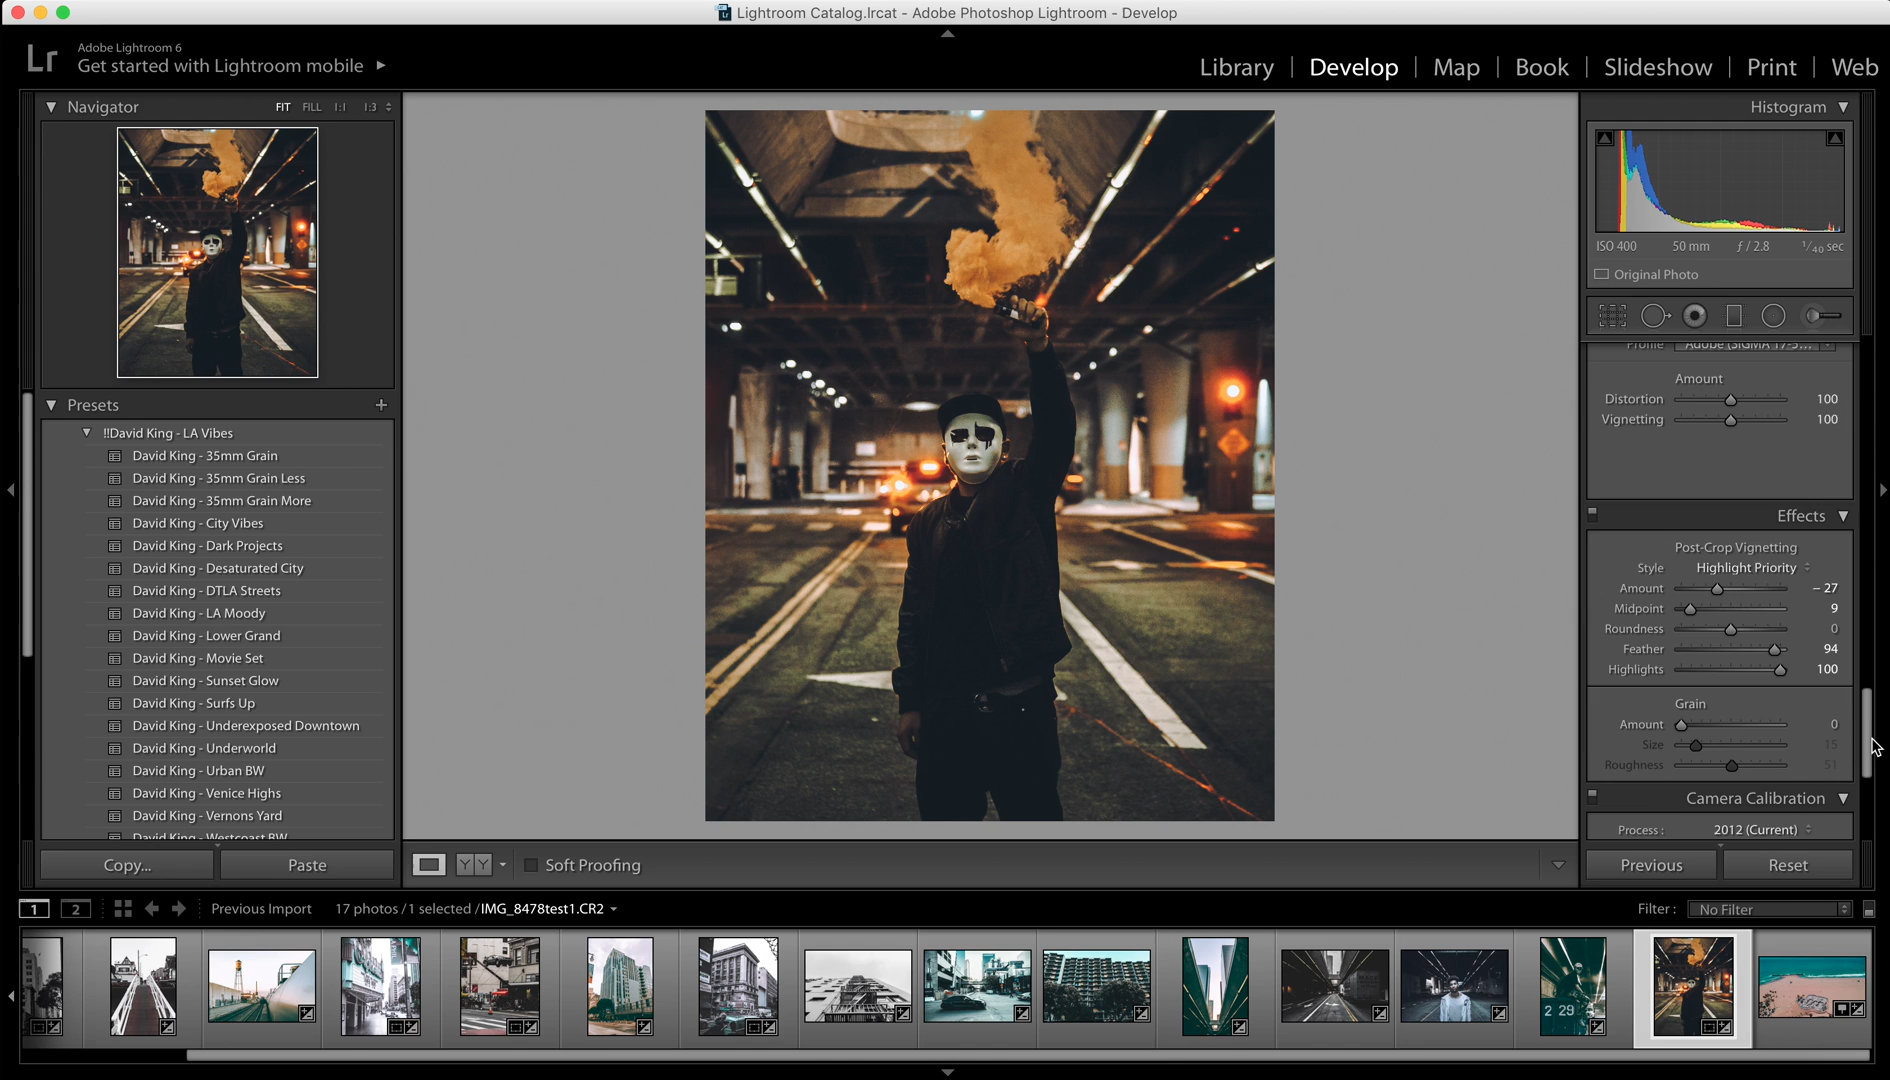 Lightroom Catalog.lrcat - Adobe Photoshop Lightroom - Develop
Lr
Adobe Lightroom 6
Get started with Lightroom mobile
Library | Develop | Map | Book | Slideshow | Print | Web
Navigator FIT FILL 1:1 1:3
Presets +
!!David King - LA Vibes
David King - 35mm Grain
David King - 35mm Grain Less
David King - 35mm Grain More
David King - City Vibes
David King - Dark Projects
David King - Desaturated City
David King - DTLA Streets
David King - LA Moody
David King - Lower Grand
David King - Movie Set
David King - Sunset Glow
David King - Surfs Up
David King - Underexposed Downtown
David King - Underworld
David King - Urban BW
David King - Venice Highs
David King - Vernons Yard
David King - Westcoast BW
Copy... Paste
Y Y Soft Proofing
Histogram
ISO 400 50 mm ƒ / 2.8 1/40 sec
Original Photo
Profile Adobe (SIGMA 17-5...
Amount
Distortion 100
Vignetting 100
Effects
Post-Crop Vignetting
Style Highlight Priority
Amount – 27
Midpoint 9
Roundness 0
Feather 94
Highlights 100
Grain
Amount 0
Size 15
Roughness 51
Camera Calibration
Process : 2012 (Current)
Previous Reset
1 2 Previous Import 17 photos / 1 selected / IMG_8478test1.CR2
Filter : No Filter
2 29